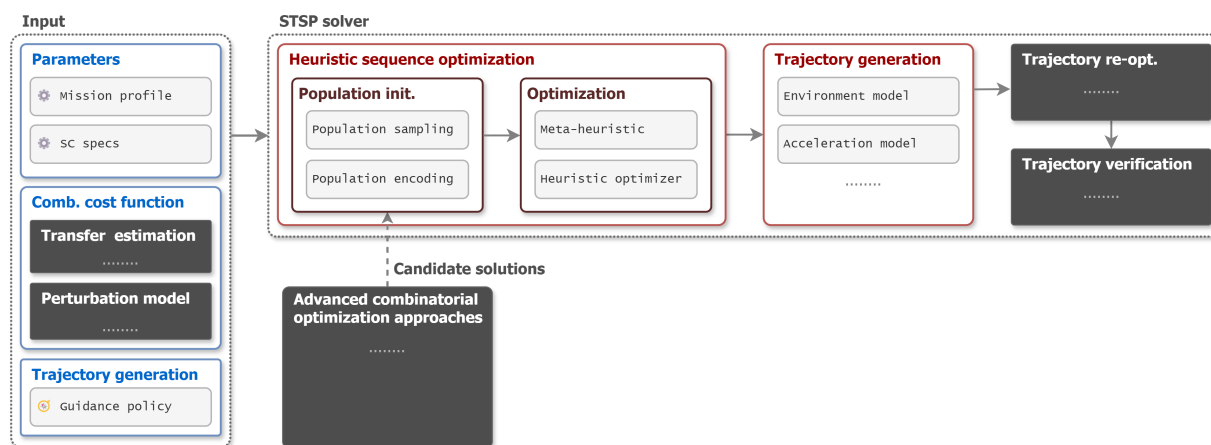 Input
Parameters
Mission profile
SC specs
Comb. cost function
Transfer estimation
........
Perturbation model
........
Trajectory generation
Guidance policy
STSP solver
Heuristic sequence optimization
Population init.
Population sampling
Population encoding
Optimization
Meta-heuristic
Heuristic optimizer
Trajectory generation
Environment model
Acceleration model
........
Trajectory re-opt.
........
Trajectory verification
........
Candidate solutions
Advanced combinatorial
optimization approaches
........